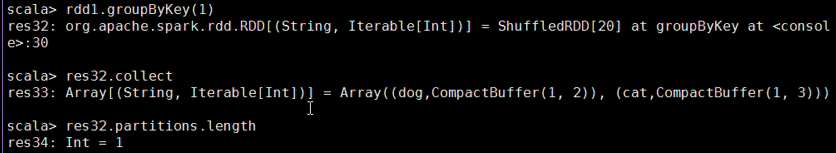 scala> rdd1.groupByKey(1)
res32: org.apache.spark.rdd.RDD[(String, Iterable[Int])] = ShuffledRDD[20] at groupByKey at <consol
e>:30
scala> res32.collect
res33: Array[(String, Iterable[Int])] = Array((dog,CompactBuffer(1, 2)), (cat,CompactBuffer(1, 3)))
scala> res32.partitions.length
res34: Int = 1